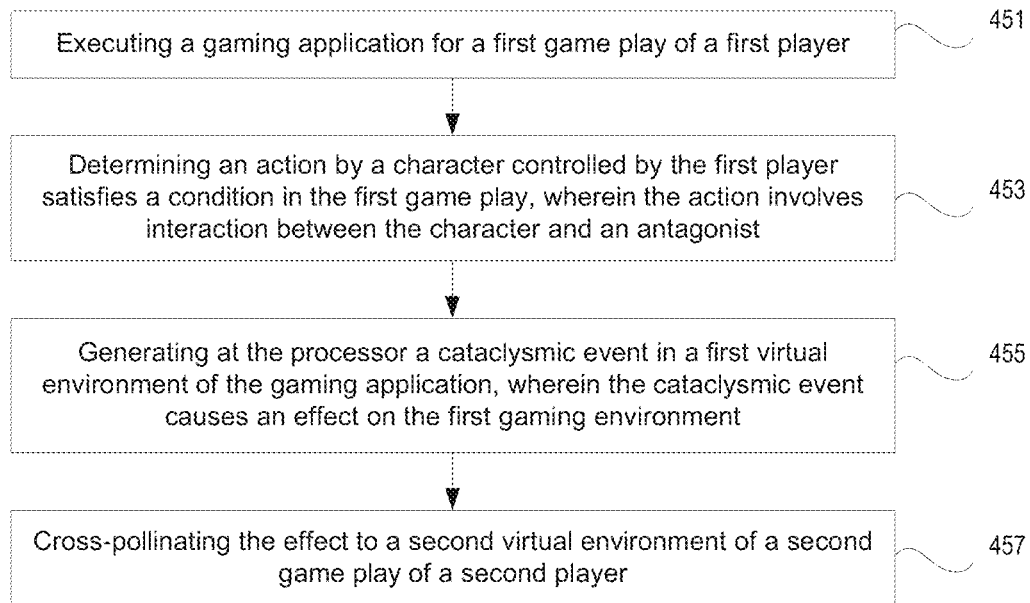 451
Executing a gaming application for a first game play of a first player
Determining an action by a character controlled by the first player
satisfies a condition in the first game play, wherein the action involves
interaction between the character and an antagonist
453
Generating at the processor a cataclysmic event in a first virtual
environment of the gaming application, wherein the cataclysmic event
causes an effect on the first gaming environment
455
Cross-pollinating the effect to a second virtual environment of a second
game play of a second player
457